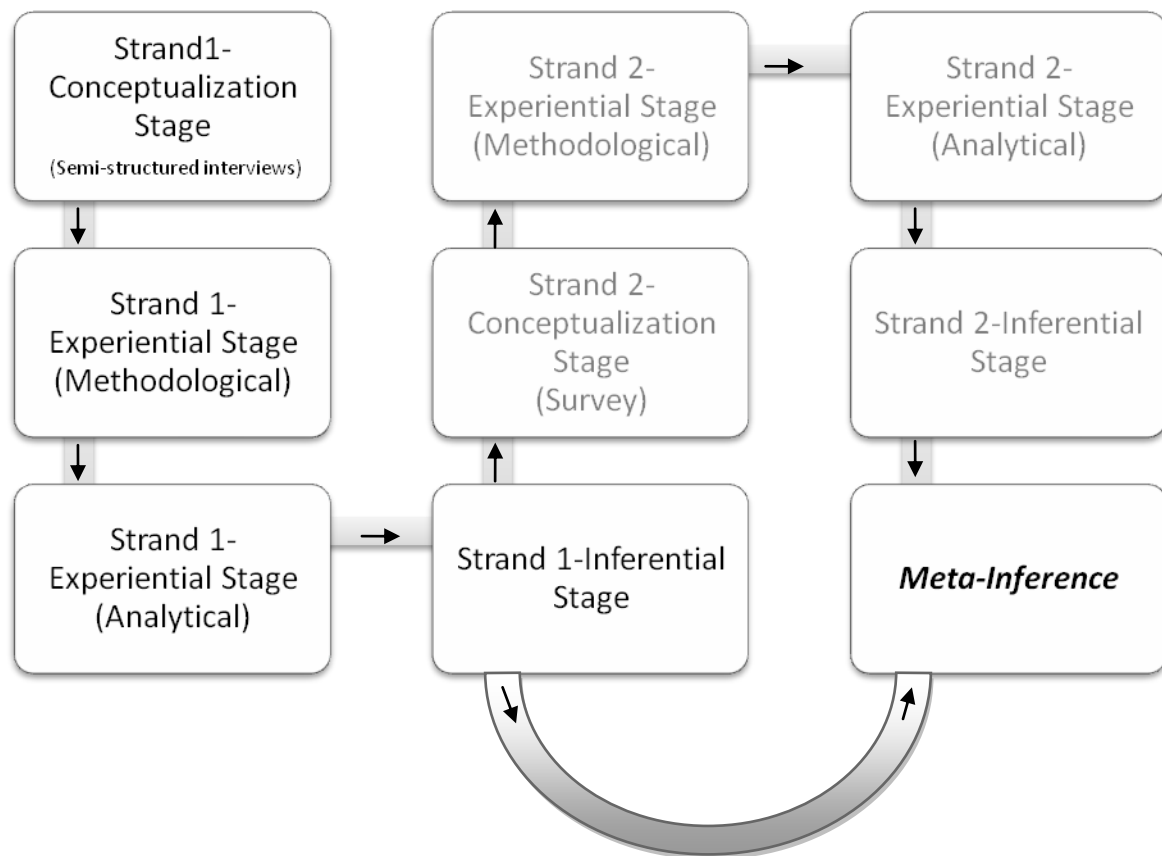 Strand1-
Conceptualization
Stage
(Semi-structured interviews)
Strand 1-
Experiential Stage
(Methodological)
Strand 1-
Experiential Stage
(Analytical)
Strand 1-Inferential
Stage
Strand 2-
Conceptualization
Stage
(Survey)
Strand 2-
Experiential Stage
(Methodological)
Strand 2-
Experiential Stage
(Analytical)
Strand 2-Inferential
Stage
Meta-Inference